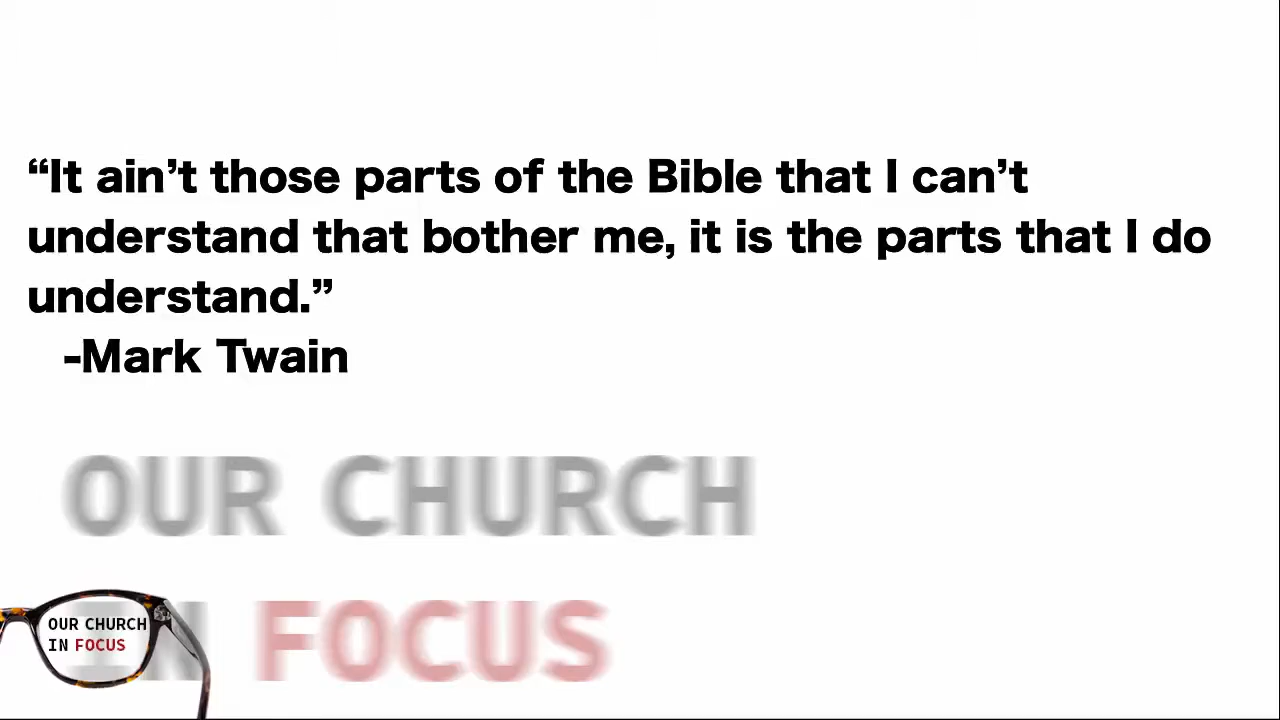 “It ain’t those parts of the Bible that I can’t
understand that bother me, it is the parts that I do
understand.”
-Mark Twain
OUR CHURCH
IN FOCUS
OUR CHURCH
IN FOCUS